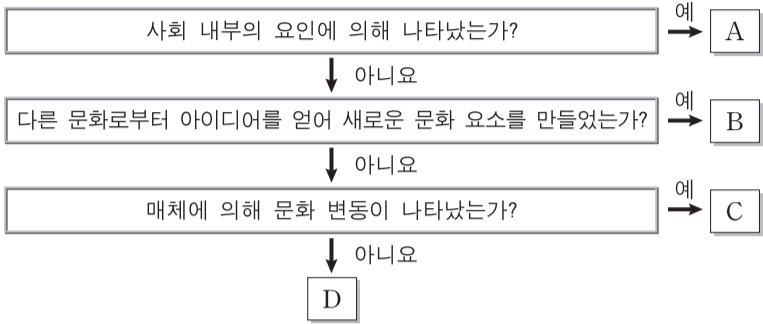 사회 내부의 요인에 의해 나타났는가?
예
A
아니요
다른 문화로부터 아이디어를 얻어 새로운 문화 요소를 만들었는가?
예
B
아니요
매체에 의해 문화 변동이 나타났는가?
예
C
아니요
D